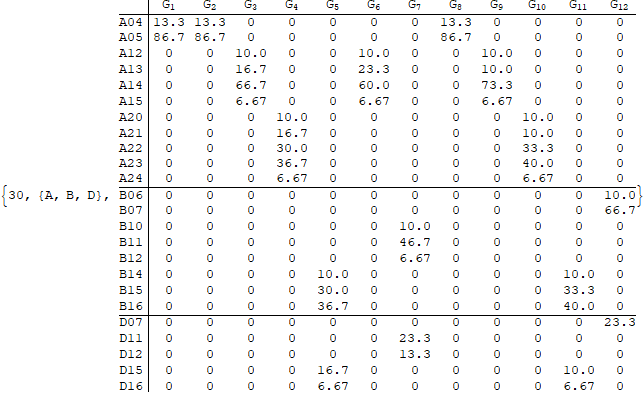 G1 G2 G3 G4 G5 G6 G7 G8 G9 G10 G11 G12
A04 13.3 13.3 0 0 0 0 0 13.3 0 0 0 0
A05 86.7 86.7 0 0 0 0 0 86.7 0 0 0 0
A12 0 0 10.0 0 0 10.0 0 0 10.0 0 0 0
A13 0 0 16.7 0 0 23.3 0 0 10.0 0 0 0
A14 0 0 66.7 0 0 60.0 0 0 73.3 0 0 0
A15 0 0 6.67 0 0 6.67 0 0 6.67 0 0 0
A20 0 0 0 10.0 0 0 0 0 0 10.0 0 0
A21 0 0 0 16.7 0 0 0 0 0 10.0 0 0
A22 0 0 0 30.0 0 0 0 0 0 33.3 0 0
A23 0 0 0 36.7 0 0 0 0 0 40.0 0 0
A24 0 0 0 6.67 0 0 0 0 0 6.67 0 0
{30, {A, B, D}, B06 0 0 0 0 0 0 0 0 0 0 0 10.0}
B07 0 0 0 0 0 0 0 0 0 0 0 66.7
B10 0 0 0 0 0 0 10.0 0 0 0 0 0
B11 0 0 0 0 0 0 46.7 0 0 0 0 0
B12 0 0 0 0 0 0 6.67 0 0 0 0 0
B14 0 0 0 0 10.0 0 0 0 0 0 10.0 0
B15 0 0 0 0 30.0 0 0 0 0 0 33.3 0
B16 0 0 0 0 36.7 0 0 0 0 0 40.0 0
D07 0 0 0 0 0 0 0 0 0 0 0 23.3
D11 0 0 0 0 0 0 23.3 0 0 0 0 0
D12 0 0 0 0 0 0 13.3 0 0 0 0 0
D15 0 0 0 0 16.7 0 0 0 0 0 10.0 0
D16 0 0 0 0 6.67 0 0 0 0 0 6.67 0